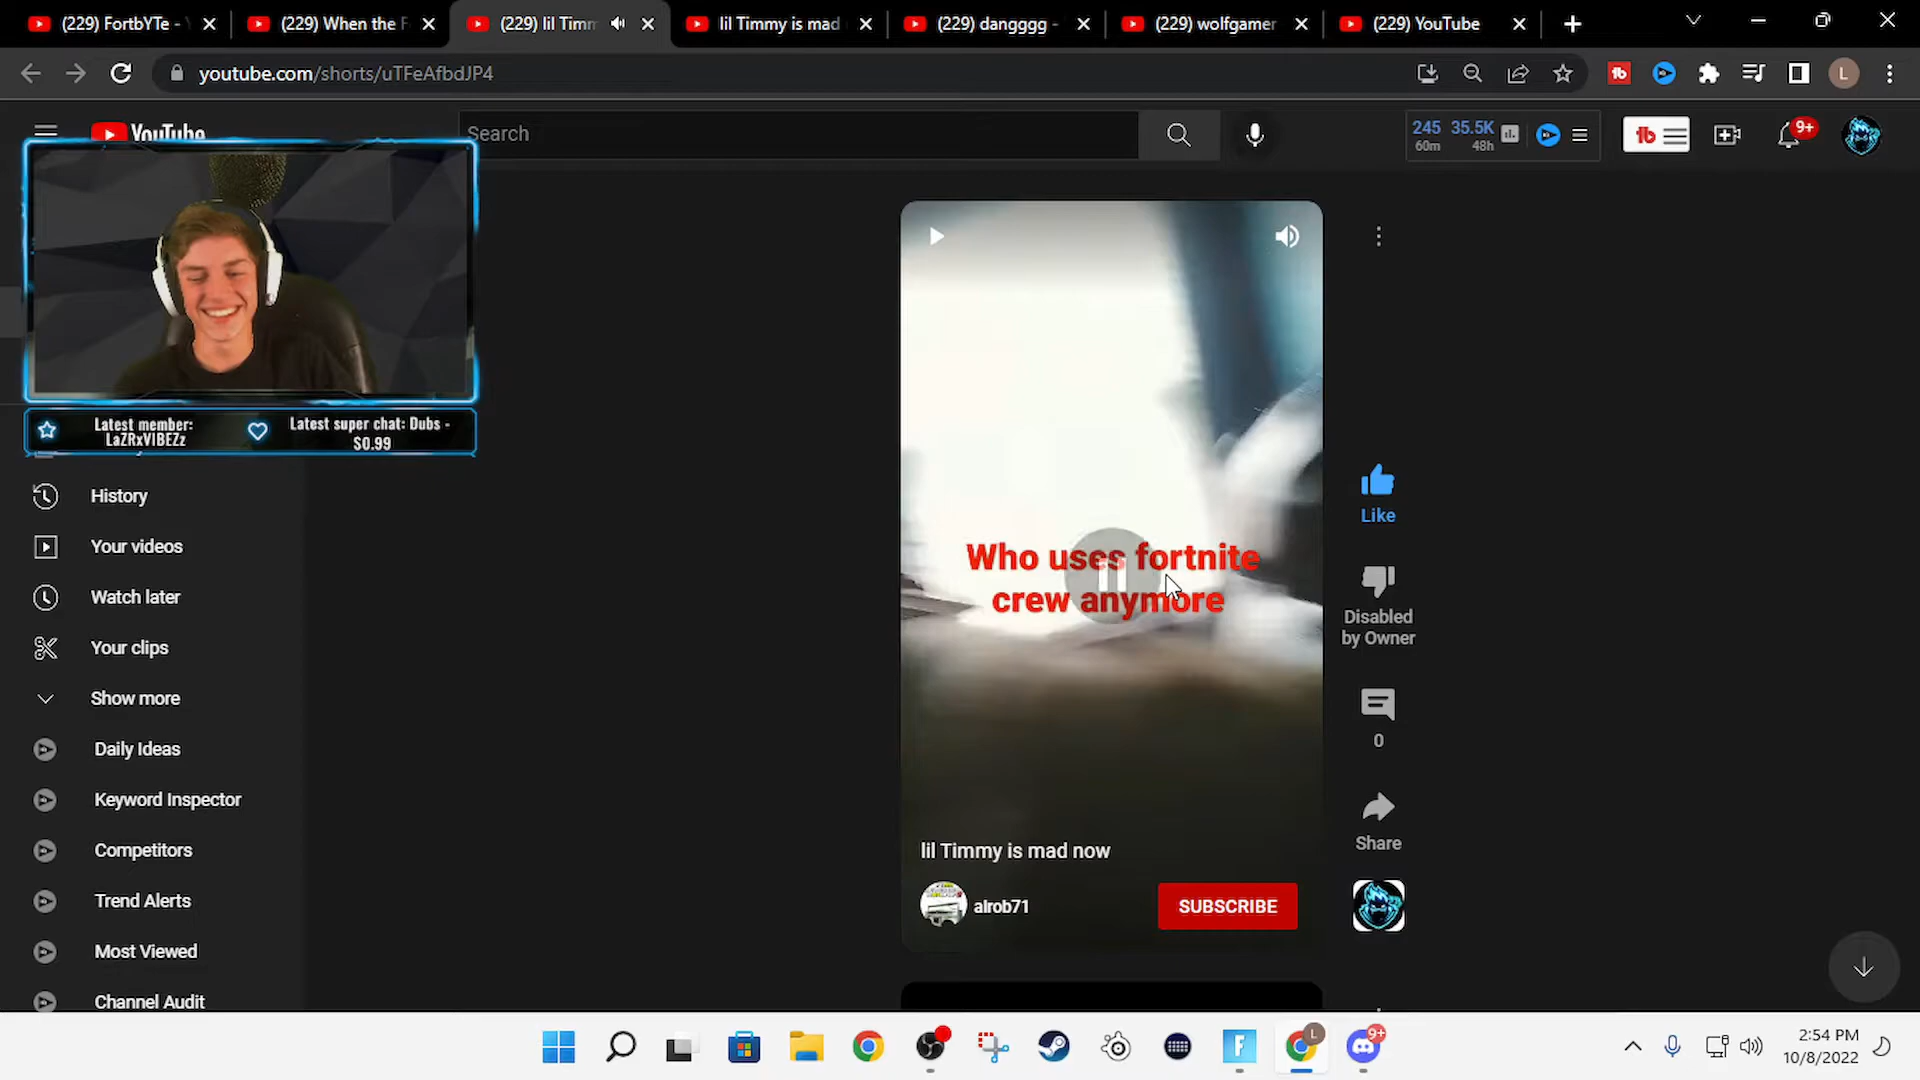 (229) FortbYTe -
(229) When the F
(229) lil Timm
lil Timmy is mad
(229) dangggg -
(229) wolfgamer
(229) YouTube
youtube.com/shorts/uTFeAfbdJP4
L
YouTube
Search
245
60m
35.5K
48h
9+
Latest member:
LaZRxVIBEZz
Latest super chat: Dubs -
$0.99
History
Your videos
Watch later
Your clips
Show more
Daily Ideas
Keyword Inspector
Competitors
Trend Alerts
Most Viewed
Channel Audit
Who uses fortnite
crew anymore
lil Timmy is mad now
alrob71
SUBSCRIBE
Like
Disabled
by Owner
0
Share
L
9+
2:54 PM
10/8/2022